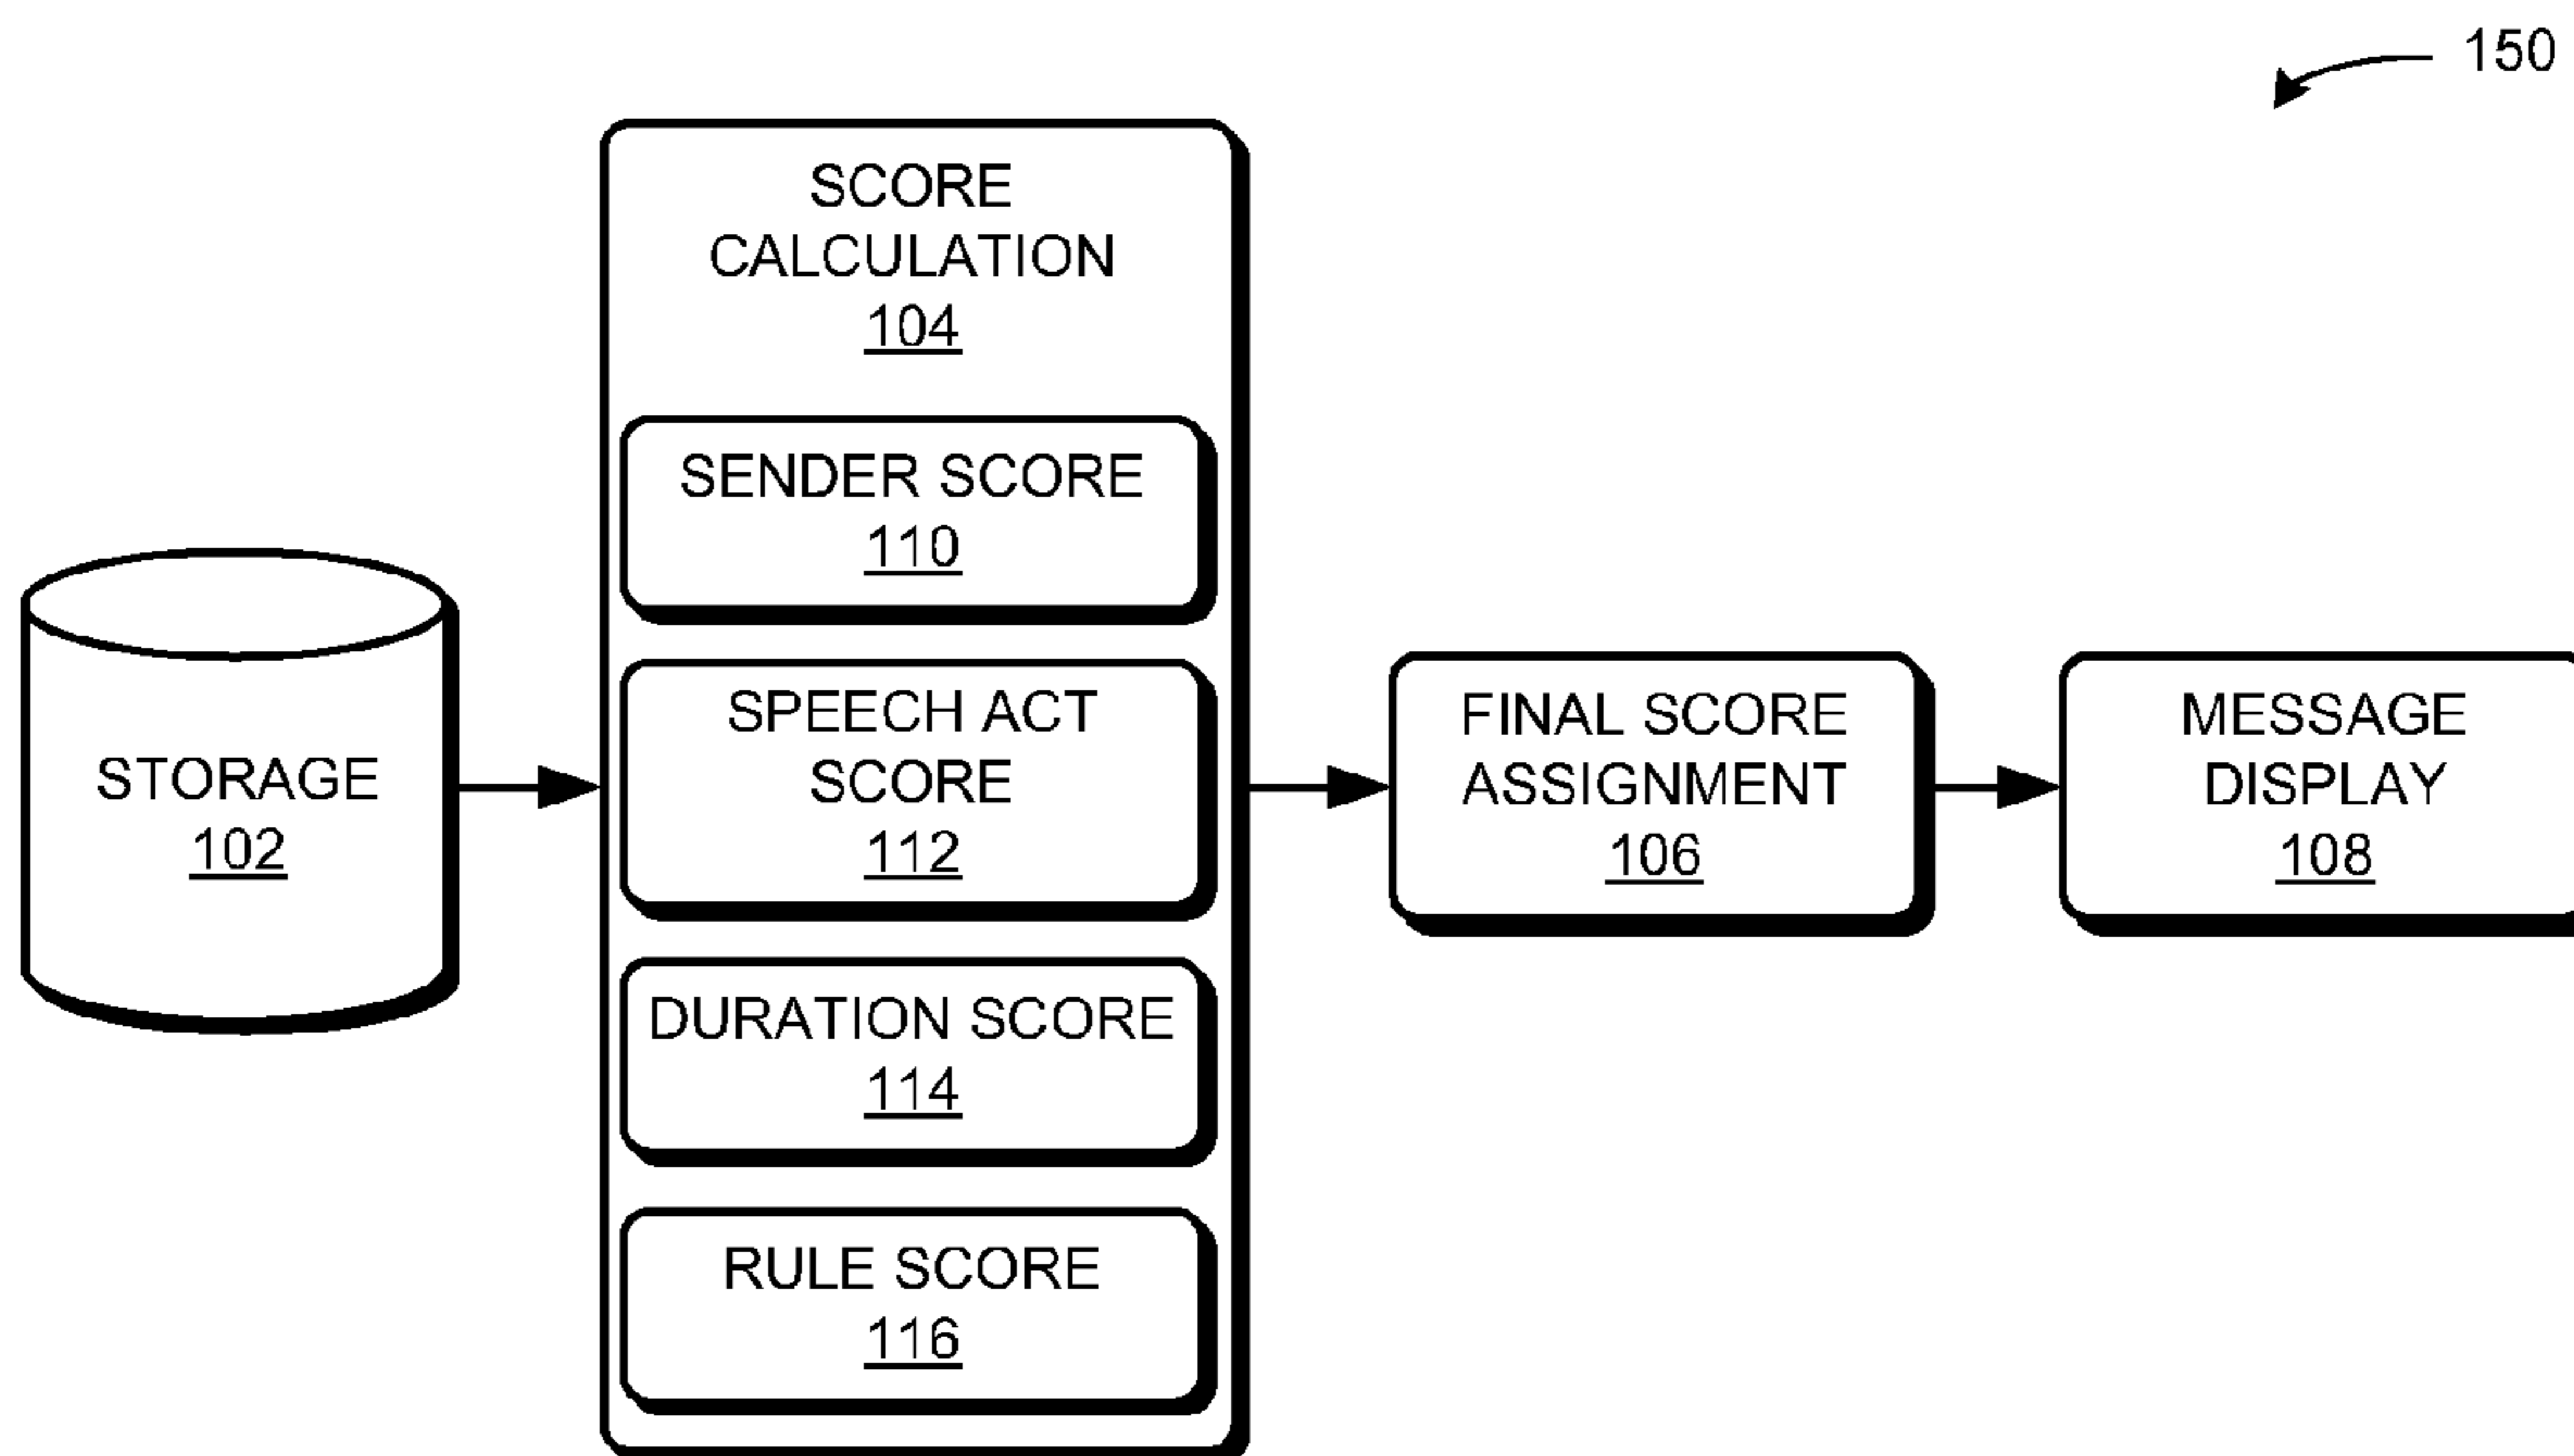 150
SCORE
CALCULATION
104
SENDER SCORE
110
SPEECH ACT
SCORE
112
DURATION SCORE
114
RULE SCORE
116
STORAGE
102
FINAL SCORE
ASSIGNMENT
106
MESSAGE
DISPLAY
108